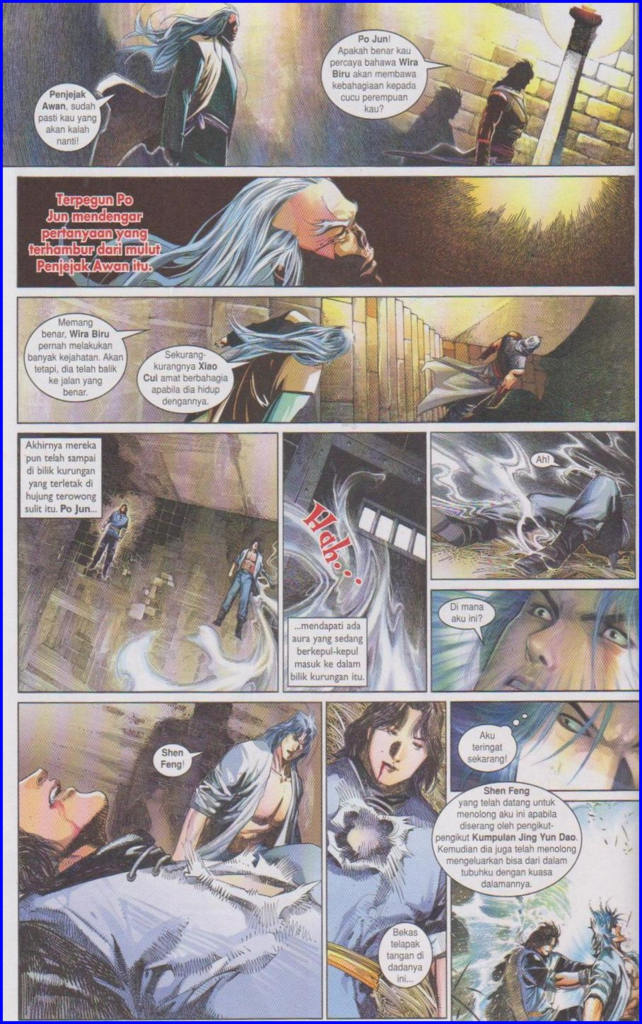 Penjejak
Awan, sudah
pasti kau yang
akan kalah
nanti!
Po Jun!
Apakah benar kau
percaya bahawa Wira
Biru akan membawa
kebahagiaan kepada
cucu perempuan
kau?
Terpegun Po
Jun mendengar
pertanyaan yang
terhambur dari mulut
Penjejak Awan itu.
Memang
benar, Wira Biru
pernah melakukan
banyak kejahatan. Akan
tetapi, dia telah balik
ke jalan yang
benar.
Sekurang-
kurangnya Xiao
Cui amat berbahagia
apabila dia hidup
dengannya.
Akhirnya mereka
pun telah sampai
di bilik kurungan
yang terletak di
hujung terowong
sulit itu. Po Jun...
Hah...
...mendapati ada
aura yang sedang
berkepul-kepul
masuk ke dalam
bilik kurungan itu.
Ah!
Di mana
aku ini?
Shen
Feng!
Bekas
telapak
tangan di
dadanya
ini...
Aku
teringat
sekarang!
Shen Feng
yang telah datang untuk
menolong aku ini apabila
diserang oleh pengikut-
pengikut Kumpulan Jing Yun Dao.
Kemudian dia juga telah menolong
mengeluarkan bisa dari dalam
tubuhku dengan kuasa
dalamannya.